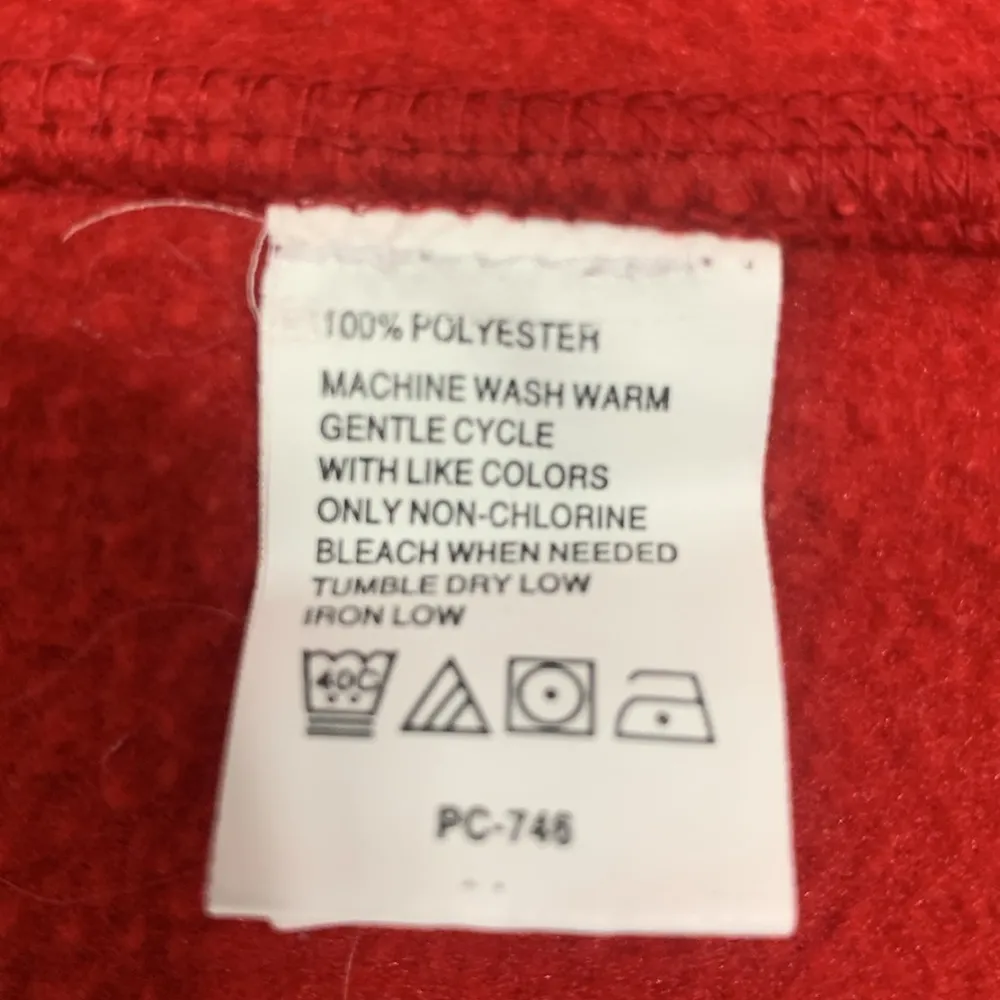 100% POLYESTER
MACHINE WASH WARM
GENTLE CYCLE
WITH LIKE COLORS
ONLY NON-CHLORINE
BLEACH WHEN NEEDED
TUMBLE DRY LOW
IRON LOW
40C
PC-746